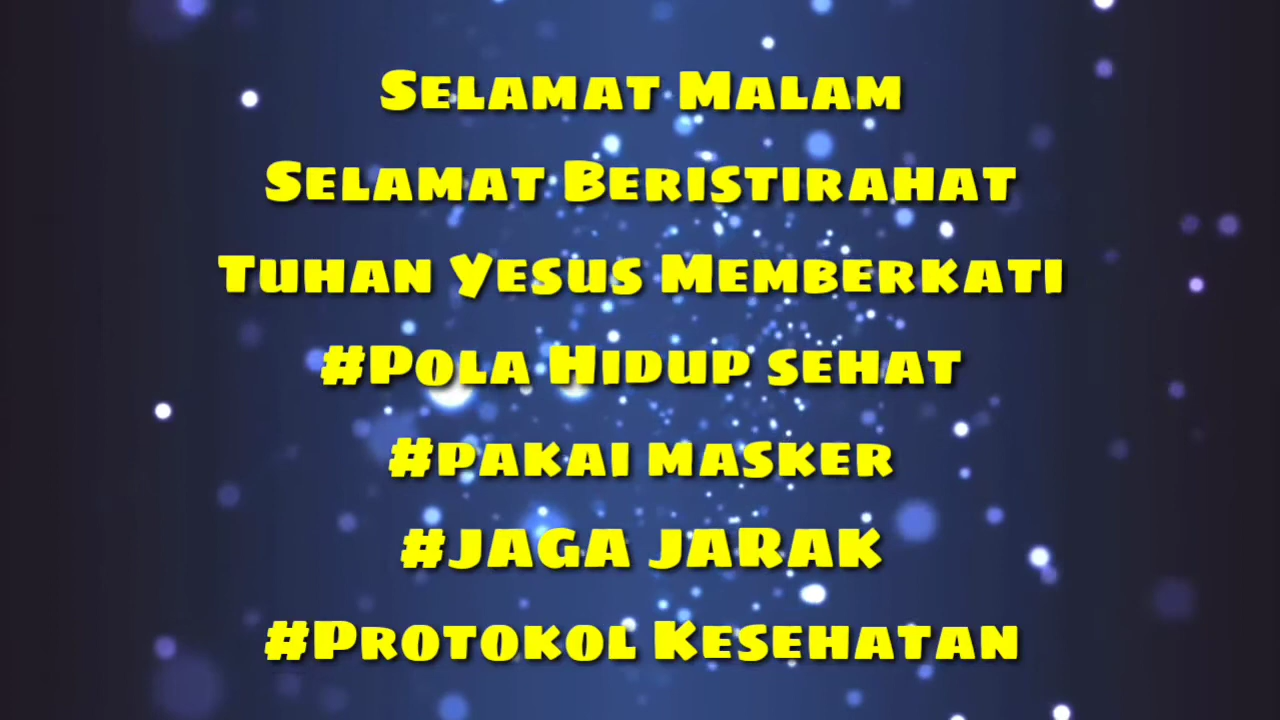 Selamat Malam
Selamat Beristirahat
Tuhan Yesus Memberkati
#Pola Hidup sehat
#pakai masker
#JAGA JARAK
#Protokol Kesehatan